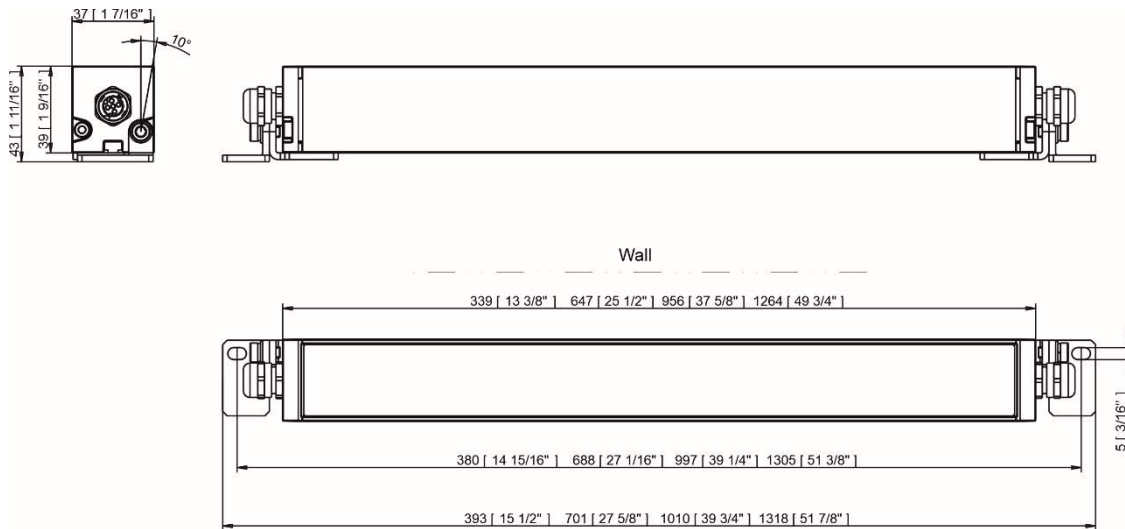 37 [ 1 7/16" ]
10°
43 [ 1 11/16" ]
39 [ 1 9/16" ]
Wall
339 [ 13 3/8" ] 647 [ 25 1/2" ] 956 [ 37 5/8" ] 1264 [ 49 3/4" ]
5 [ 3/16" ]
380 [ 14 15/16" ] 688 [ 27 1/16" ] 997 [ 39 1/4" ] 1305 [ 51 3/8" ]
393 [ 15 1/2" ] 701 [ 27 5/8" ] 1010 [ 39 3/4" ] 1318 [ 51 7/8" ]